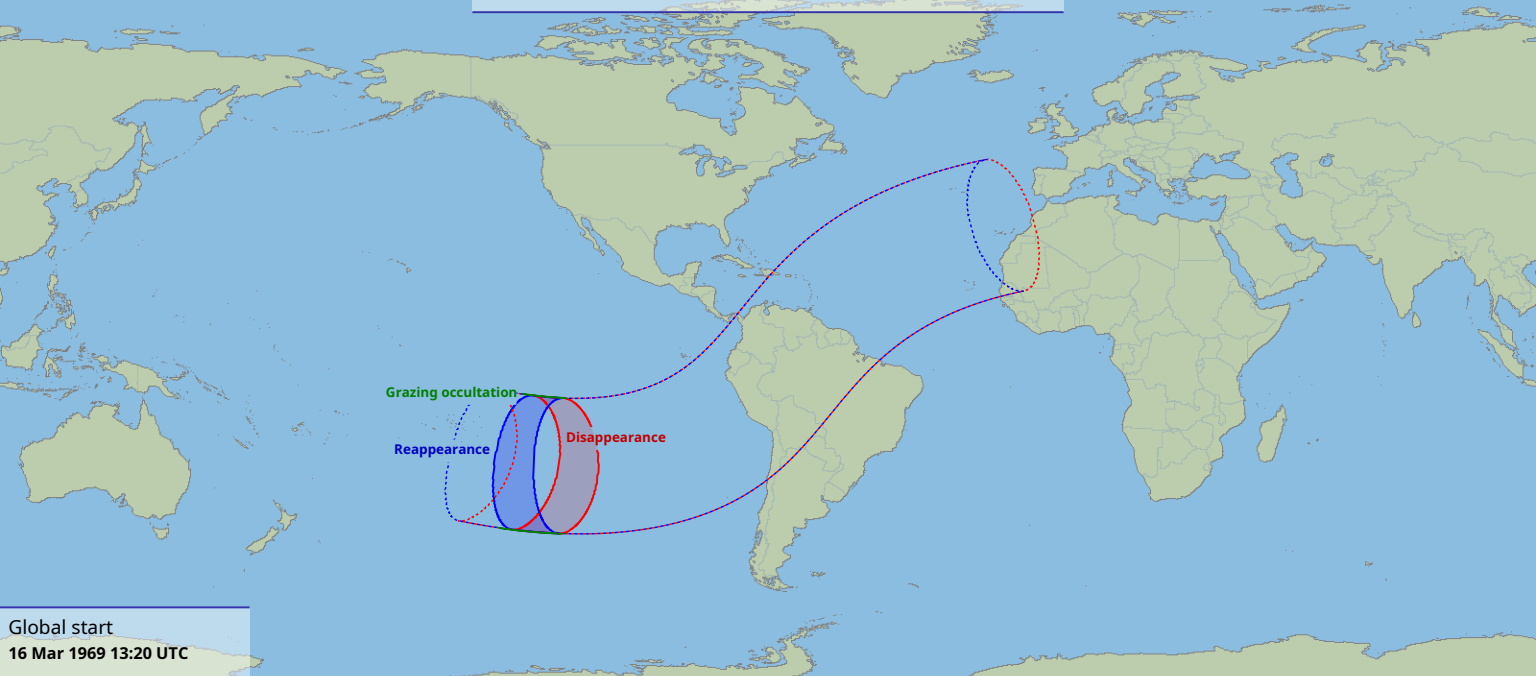 Grazing occultation
Disappearance
Reappearance
Global start
16 Mar 1969 13:20 UTC